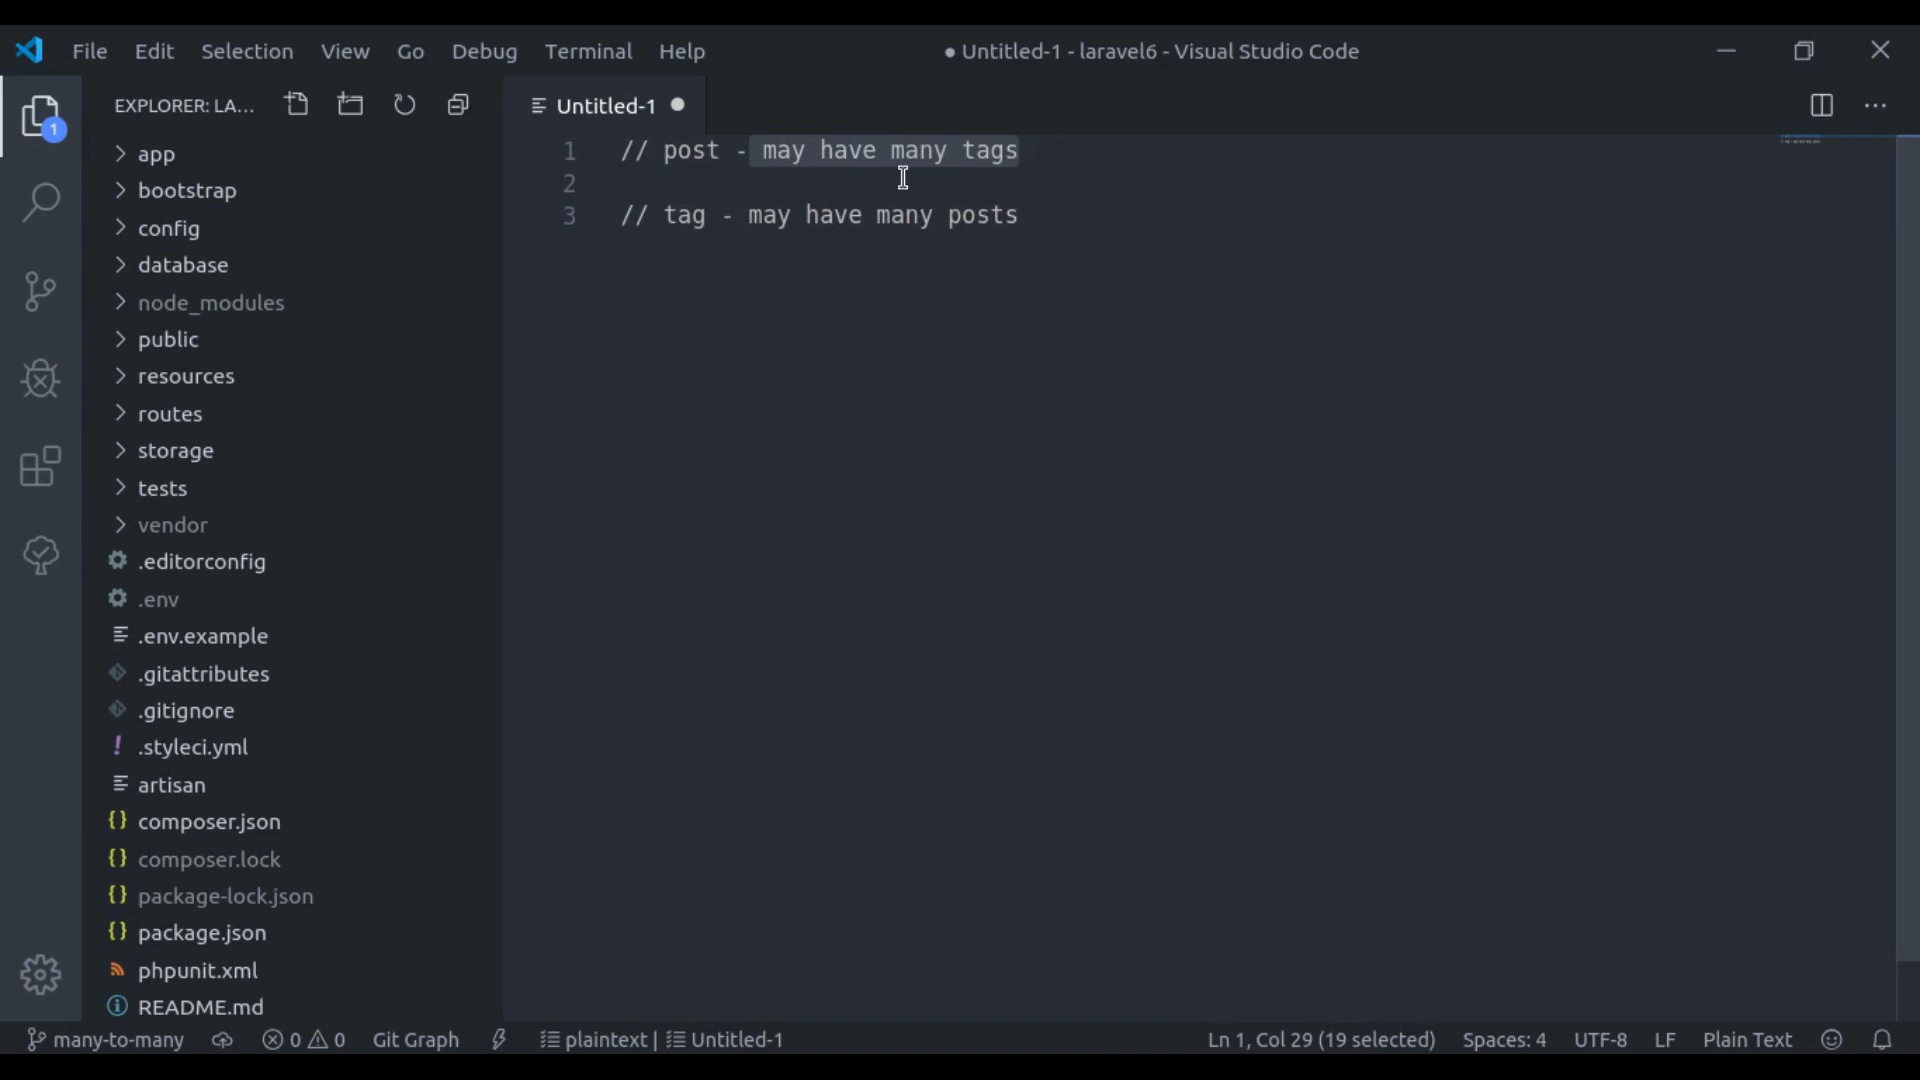 File Edit Selection View Go Debug Terminal Help
● Untitled-1 - laravel6 - Visual Studio Code
EXPLORER: LA...
Untitled-1
1
app
bootstrap
config
database
node_modules
public
resources
routes
storage
tests
vendor
.editorconfig
.env
.env.example
.gitattributes
.gitignore
.styleci.yml
artisan
composer.json
composer.lock
package-lock.json
package.json
phpunit.xml
README.md
1 // post - may have many tags
2
3 // tag - may have many posts
many-to-many 0 0 Git Graph plaintext | Untitled-1 Ln 1, Col 29 (19 selected) Spaces: 4 UTF-8 LF Plain Text